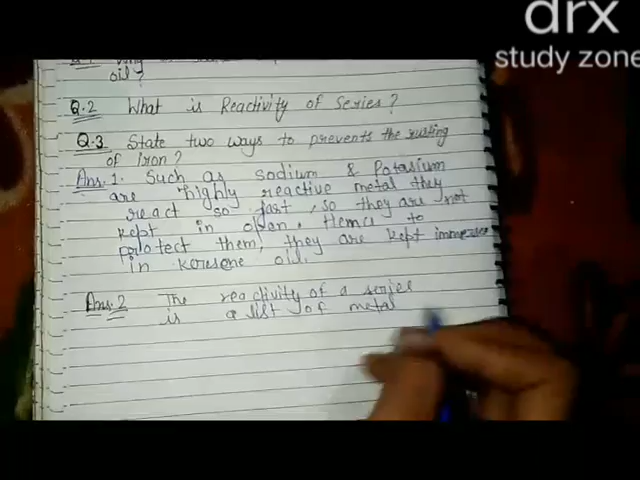 drx
study zone
oil?
Q.2 What is Reactivity of Series?
Q.3 State two ways to prevents the rusting
of Iron?
Ans.1. Such as sodium & Potasium
are highly reactive metal they
react so fast, so they are not
kept in open. Hence to
protect them, they are kept immersed
in keresone oil.
Ans.2 The reactivity of a series
is a list of metal